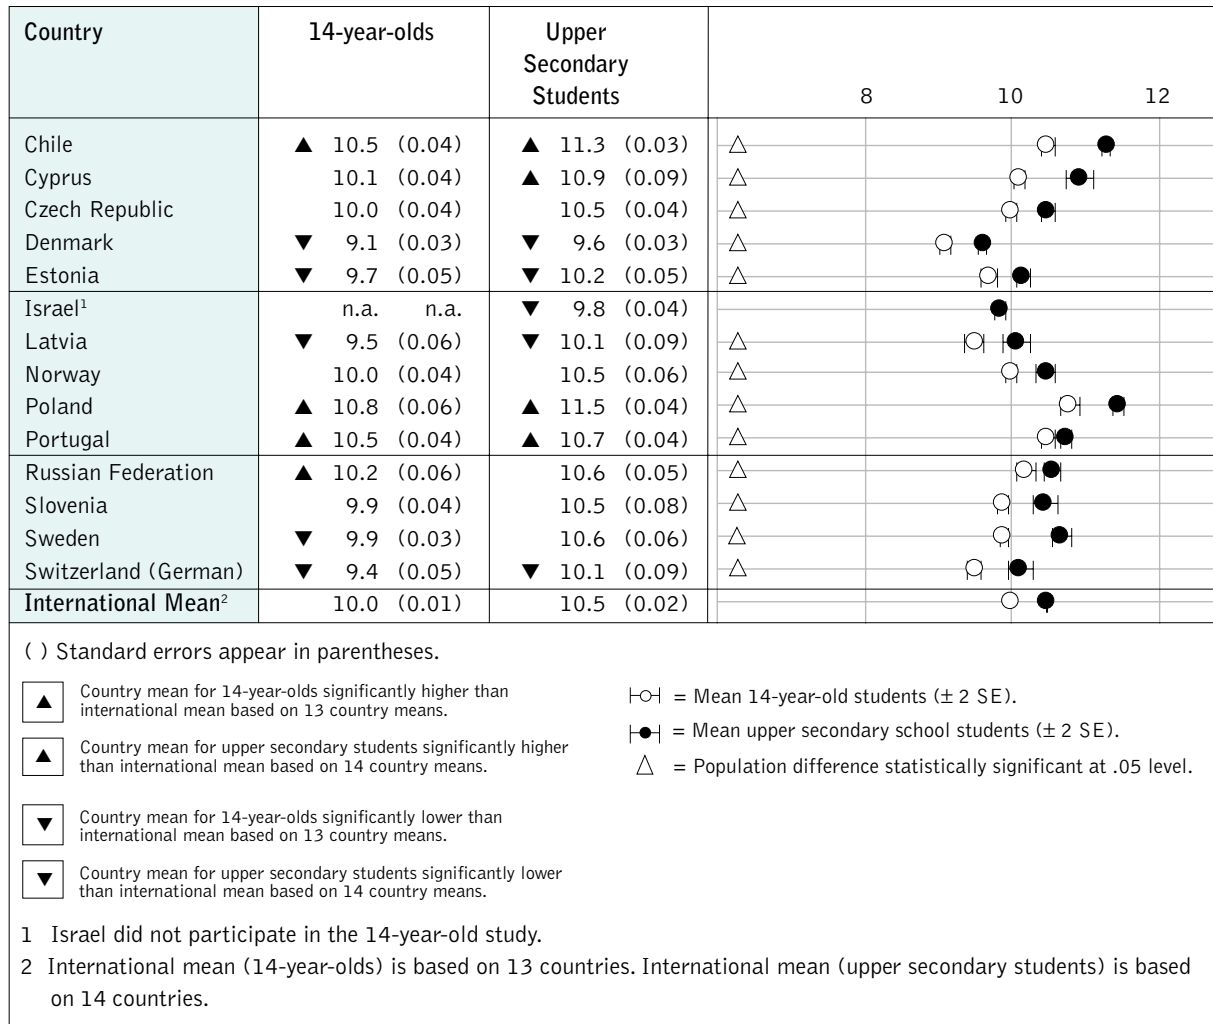 Country 14-year-olds Upper
Secondary
Students
8 10 12
Chile ▲ 10.5 (0.04) ▲ 11.3 (0.03) △
Cyprus 10.1 (0.04) ▲ 10.9 (0.09) △
Czech Republic 10.0 (0.04) 10.5 (0.04) △
Denmark ▼ 9.1 (0.03) ▼ 9.6 (0.03) △
Estonia ▼ 9.7 (0.05) ▼ 10.2 (0.05) △
Israel¹ n.a. n.a. ▼ 9.8 (0.04)
Latvia ▼ 9.5 (0.06) ▼ 10.1 (0.09) △
Norway 10.0 (0.04) 10.5 (0.06) △
Poland ▲ 10.8 (0.06) ▲ 11.5 (0.04) △
Portugal ▲ 10.5 (0.04) ▲ 10.7 (0.04) △
Russian Federation ▲ 10.2 (0.06) 10.6 (0.05) △
Slovenia 9.9 (0.04) 10.5 (0.08) △
Sweden ▼ 9.9 (0.03) 10.6 (0.06) △
Switzerland (German) ▼ 9.4 (0.05) ▼ 10.1 (0.09) △
International Mean² 10.0 (0.01) 10.5 (0.02)
( ) Standard errors appear in parentheses.
▲ Country mean for 14-year-olds significantly higher than
international mean based on 13 country means.
▲ Country mean for upper secondary students significantly higher
than international mean based on 14 country means.
▼ Country mean for 14-year-olds significantly lower than
international mean based on 13 country means.
▼ Country mean for upper secondary students significantly lower
than international mean based on 14 country means.
= Mean 14-year-old students (± 2 SE).
= Mean upper secondary school students (± 2 SE).
△ = Population difference statistically significant at .05 level.
1 Israel did not participate in the 14-year-old study.
2 International mean (14-year-olds) is based on 13 countries. International mean (upper secondary students) is based
on 14 countries.